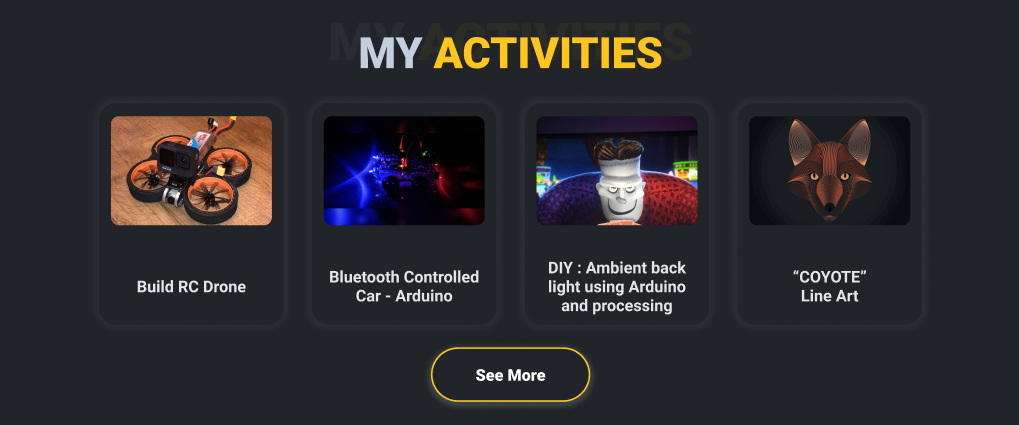 MY ACTIVITIES
Build RC Drone
Bluetooth Controlled
Car - Arduino
DIY : Ambient back
light using Arduino
and processing
“COYOTE”
Line Art
See More